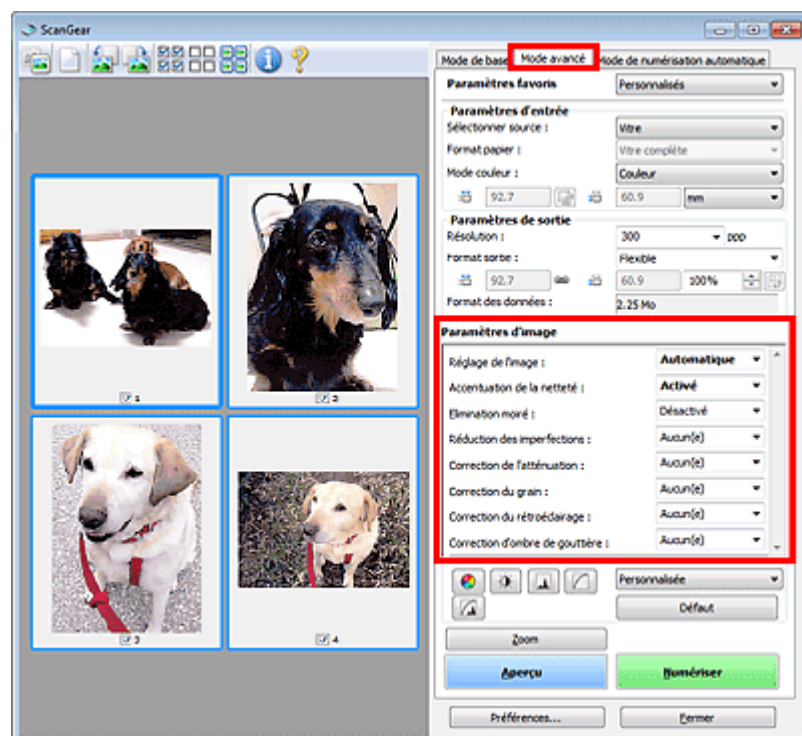 ScanGear
Mode de base Mode avancé Mode de numérisation automatique
Paramètres favoris Personnalisés
Paramètres d'entrée
Sélectionner source : Vitre
Format papier : Vitre complète
Mode couleur : Couleur
92.7 60.9 mm
Paramètres de sortie
Résolution : 300 PPP
Format sortie : Flexible
92.7 60.9 100%
Format des données : 2.25 Mo
Paramètres d'image
Réglage de l'image : Automatique
Accentuation de la netteté : Activé
Elimination moiré : Désactivé
Réduction des imperfections : Aucun(e)
Correction de l'atténuation : Aucun(e)
Correction du grain : Aucun(e)
Correction du rétroéclairage : Aucun(e)
Correction d'ombre de gouttière : Aucun(e)
1
2
3
4
Personnalisée
Défaut
Zoom
Aperçu Numériser
Préférences... Fermer